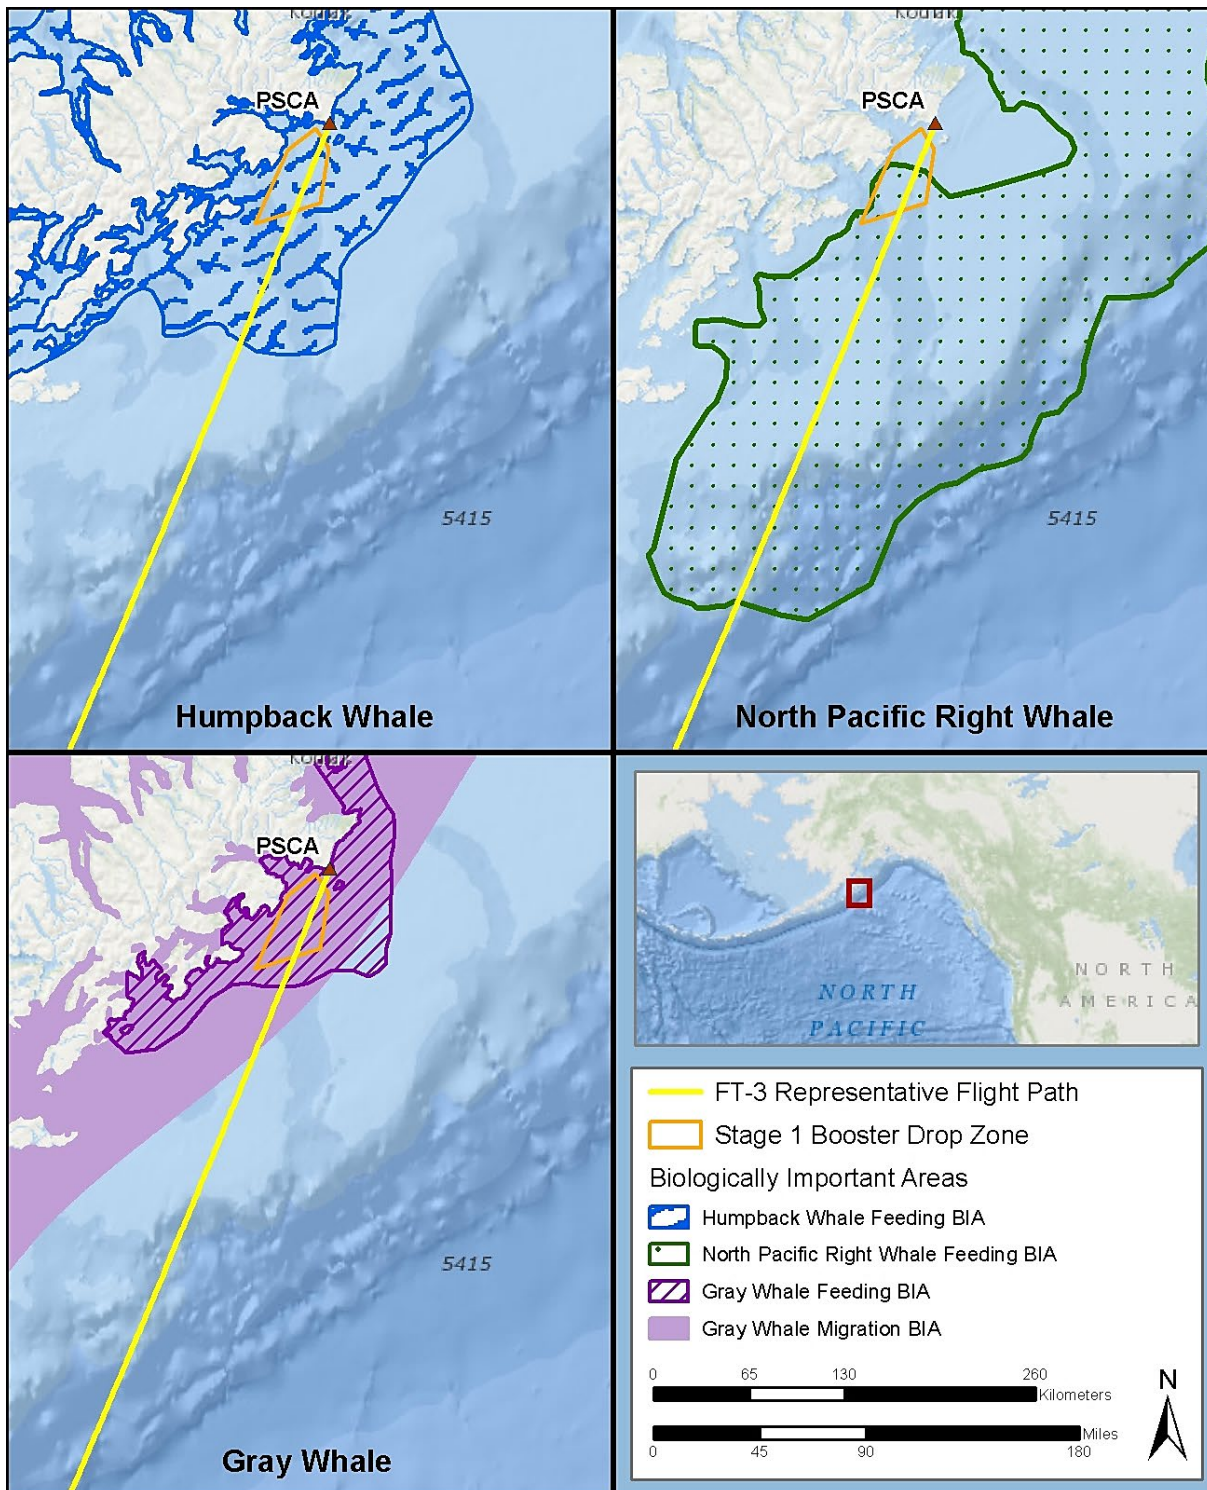 Kodiak
PSCA
5415
Humpback Whale
Kodiak
PSCA
5415
North Pacific Right Whale
Kodiak
PSCA
5415
Gray Whale
NORTH
AMERICA
NORTH
PACIFIC
FT-3 Representative Flight Path
Stage 1 Booster Drop Zone
Biologically Important Areas
Humpback Whale Feeding BIA
North Pacific Right Whale Feeding BIA
Gray Whale Feeding BIA
Gray Whale Migration BIA
0 65 130 260
Kilometers
N
Miles
0 45 90 180